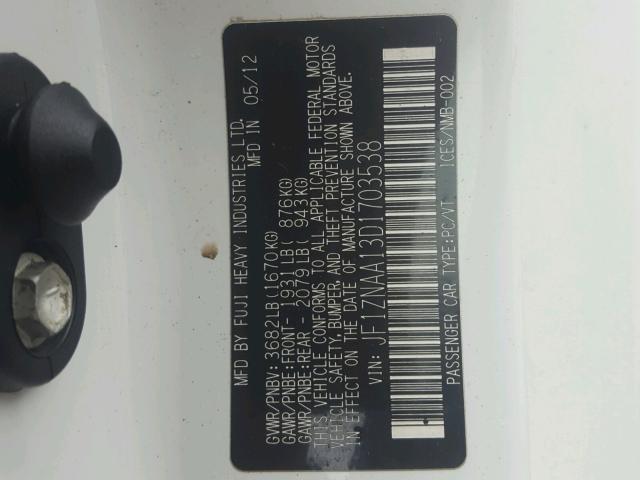 MFD BY FUJI HEAVY INDUSTRIES LTD.
MFD IN 05/12
GVWR/PNBV: 3682LB(1670KG)
GAWR/PNBE:FRONT- 1931LB( 876KG)
GAWR/PNBE:REAR - 2079LB( 943KG)
THIS VEHICLE CONFORMS TO ALL APPLICABLE FEDERAL MOTOR
VEHICLE SAFETY,BUMPER, AND THEFT PREVENTION STANDARDS
IN EFFECT ON THE DATE OF MANUFACTURE SHOWN ABOVE.
VIN: JF1ZNAA13D1703538
PASSENGER CAR TYPE:PC/VT ICES/NMB-002